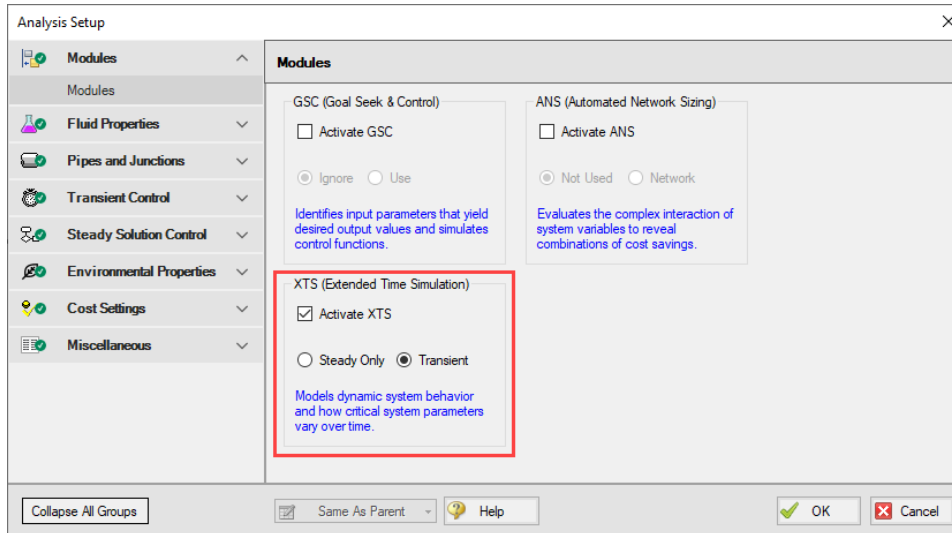 Analysis Setup
Modules
Modules
Fluid Properties
Pipes and Junctions
Transient Control
Steady Solution Control
Environmental Properties
Cost Settings
Miscellaneous
Collapse All Groups
Modules
GSC (Goal Seek & Control)
Activate GSC
Ignore Use
Identifies input parameters that yield
desired output values and simulates
control functions.
ANS (Automated Network Sizing)
Activate ANS
Not Used Network
Evaluates the complex interaction of
system variables to reveal
combinations of cost savings.
XTS (Extended Time Simulation)
Activate XTS
Steady Only Transient
Models dynamic system behavior
and how critical system parameters
vary over time.
Same As Parent
Help
OK
Cancel